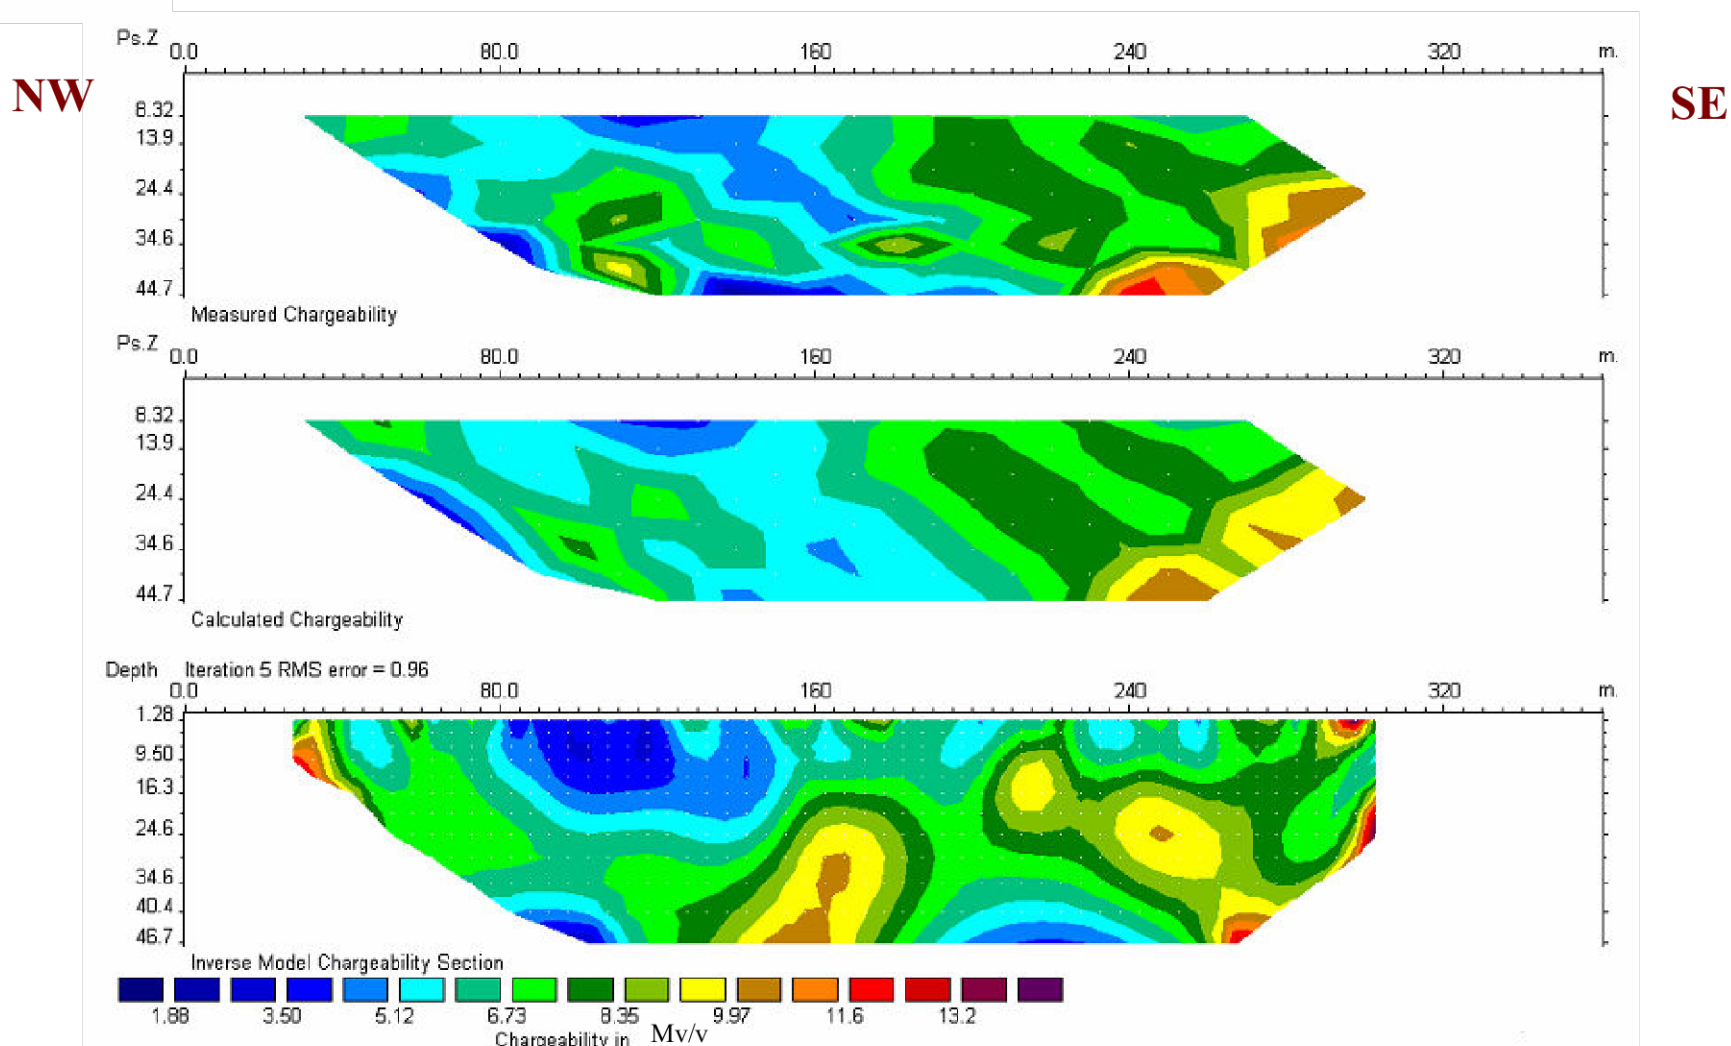 NW
SE
Ps.Z 0.0 80.0 160 240 320 m.
8.32
13.9
24.4
34.6
44.7
Measured Chargeability
Ps.Z 0.0 80.0 160 240 320 m.
8.32
13.9
24.4
34.6
44.7
Calculated Chargeability
Depth Iteration 5 RMS error = 0.96
0.0 80.0 160 240 320 m.
1.28
9.50
16.3
24.6
34.6
40.4
46.7
Inverse Model Chargeability Section
1.88 3.50 5.12 6.73 8.35 9.97 11.6 13.2
Chargeability in Mv/v